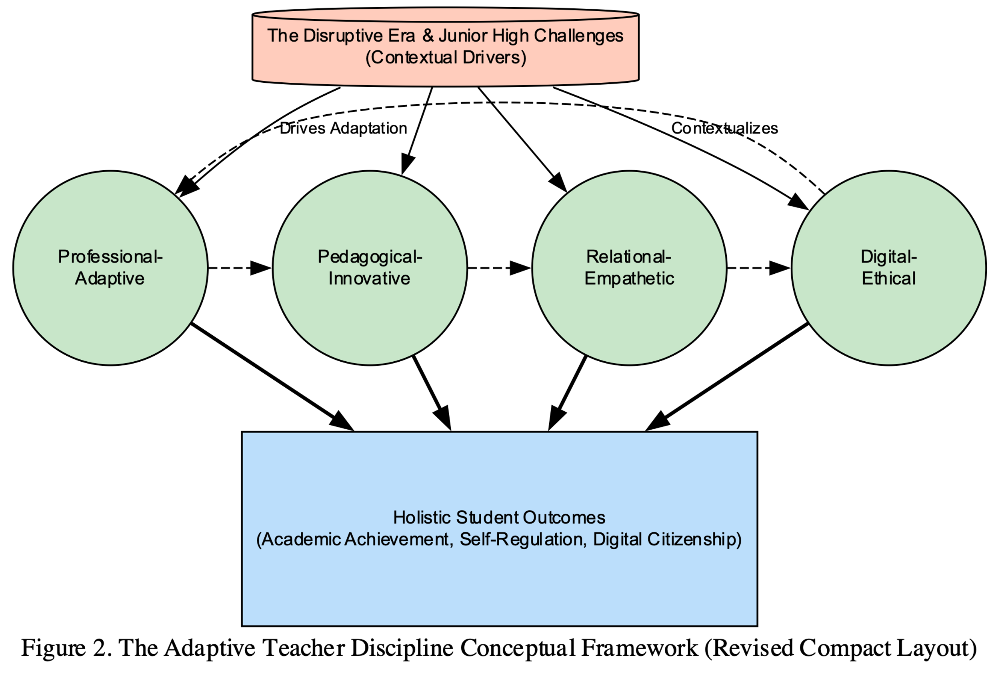 The Disruptive Era & Junior High Challenges
(Contextual Drivers)
Drives Adaptation
Contextualizes
Professional-
Adaptive
Pedagogical-
Innovative
Relational-
Empathetic
Digital-
Ethical
Holistic Student Outcomes
(Academic Achievement, Self-Regulation, Digital Citizenship)
Figure 2. The Adaptive Teacher Discipline Conceptual Framework (Revised Compact Layout)